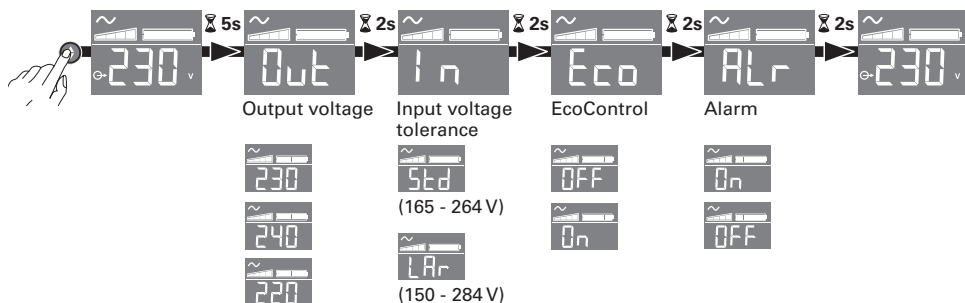 5s 2s 2s 2s 2s
230 v Out In Eco ALr 230 v
Output voltage
Input voltage
tolerance
EcoControl
Alarm
230
240
220
Std
(165 - 264 V)
LAr
(150 - 284 V)
OFF
On
On
OFF